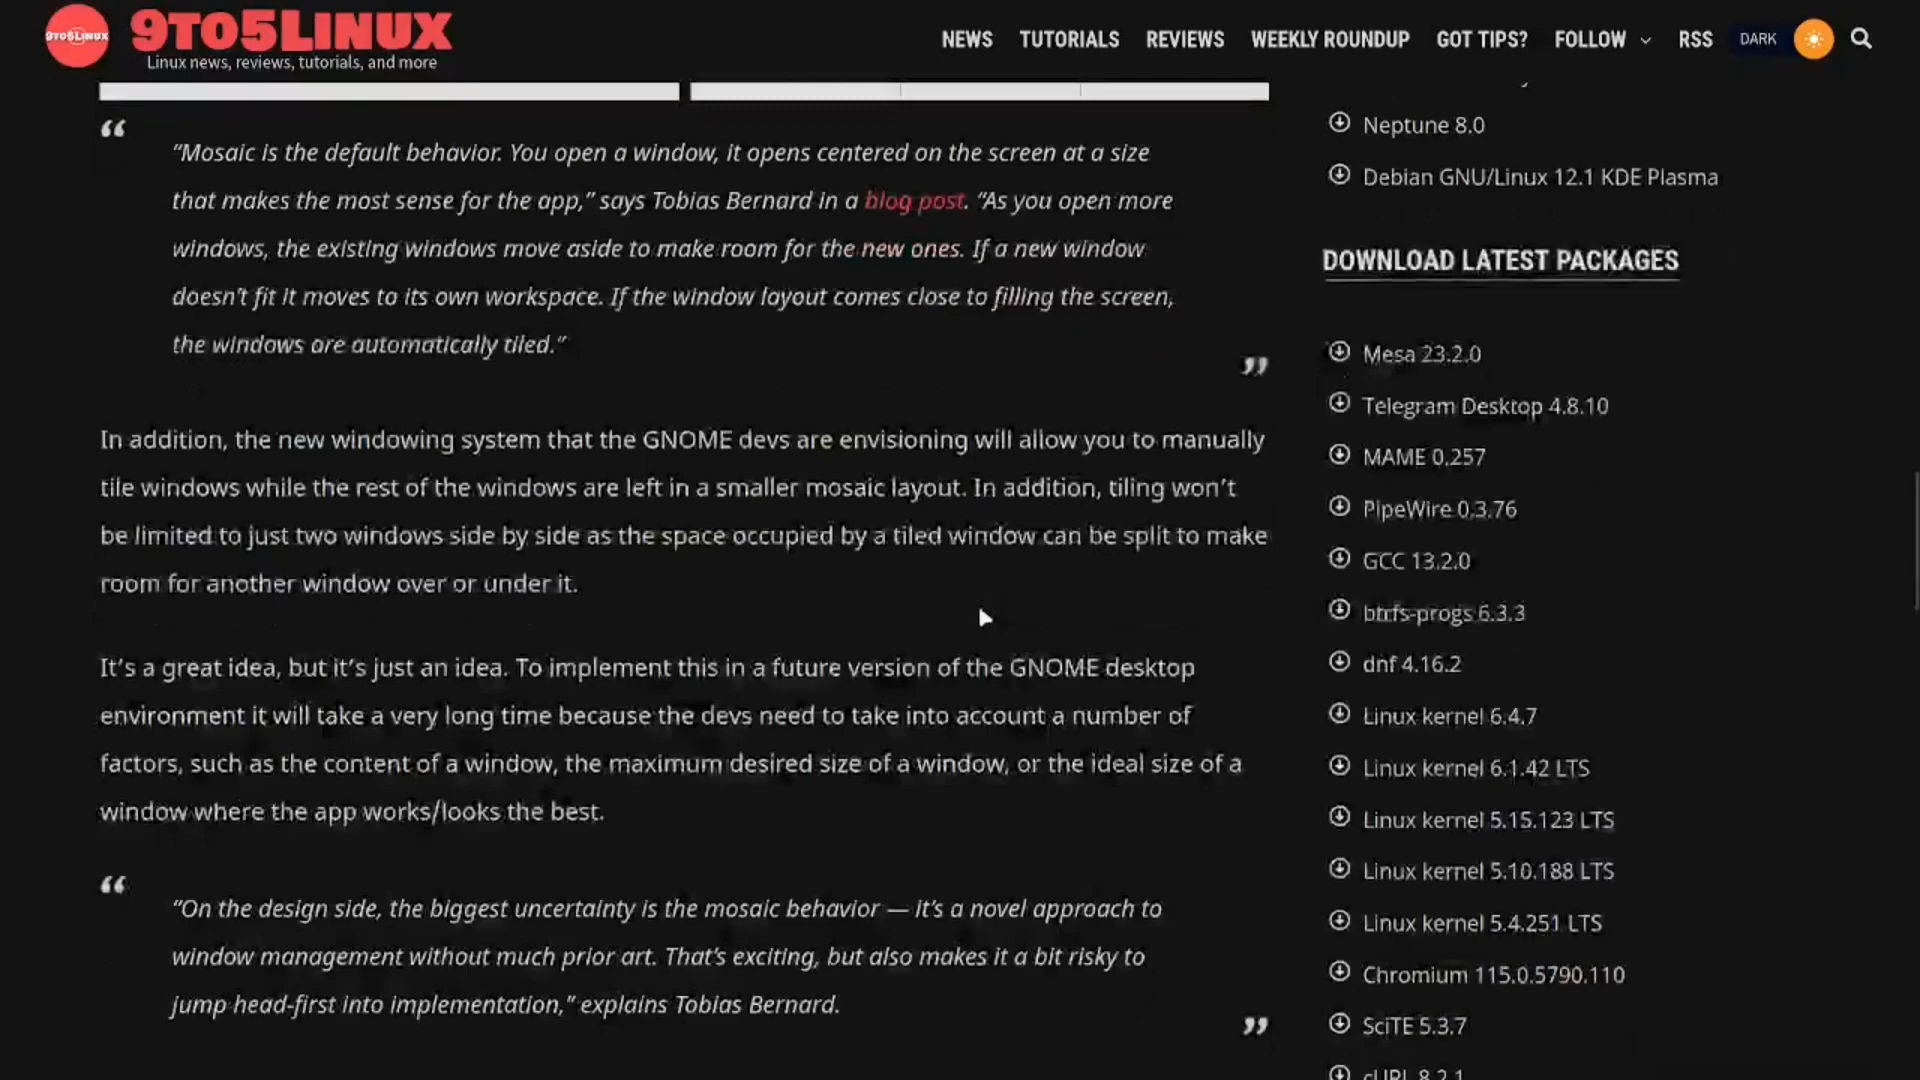 9TO5LINUX
9TO5LINUX
Linux news, reviews, tutorials, and more
NEWS TUTORIALS REVIEWS WEEKLY ROUNDUP GOT TIPS? FOLLOW RSS DARK
“
“Mosaic is the default behavior. You open a window, it opens centered on the screen at a size
that makes the most sense for the app,” says Tobias Bernard in a blog post. “As you open more
windows, the existing windows move aside to make room for the new ones. If a new window
doesn’t fit it moves to its own workspace. If the window layout comes close to filling the screen,
the windows are automatically tiled.”
”
In addition, the new windowing system that the GNOME devs are envisioning will allow you to manually
tile windows while the rest of the windows are left in a smaller mosaic layout. In addition, tiling won’t
be limited to just two windows side by side as the space occupied by a tiled window can be split to make
room for another window over or under it.
It’s a great idea, but it’s just an idea. To implement this in a future version of the GNOME desktop
environment it will take a very long time because the devs need to take into account a number of
factors, such as the content of a window, the maximum desired size of a window, or the ideal size of a
window where the app works/looks the best.
“
“On the design side, the biggest uncertainty is the mosaic behavior — it’s a novel approach to
window management without much prior art. That’s exciting, but also makes it a bit risky to
jump head-first into implementation,” explains Tobias Bernard.
”
Neptune 8.0
Debian GNU/Linux 12.1 KDE Plasma
DOWNLOAD LATEST PACKAGES
Mesa 23.2.0
Telegram Desktop 4.8.10
MAME 0.257
PipeWire 0.3.76
GCC 13.2.0
btrfs-progs 6.3.3
dnf 4.16.2
Linux kernel 6.4.7
Linux kernel 6.1.42 LTS
Linux kernel 5.15.123 LTS
Linux kernel 5.10.188 LTS
Linux kernel 5.4.251 LTS
Chromium 115.0.5790.110
SciTE 5.3.7
cURL 8.2.1